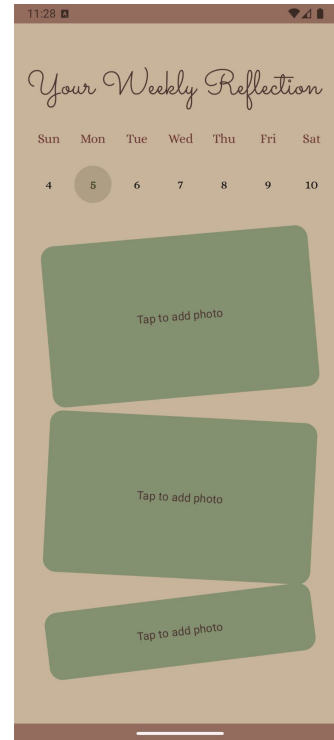 11:28
Your Weekly Reflection
Sun Mon Tue Wed Thu Fri Sat
4 5 6 7 8 9 10
Tap to add photo
Tap to add photo
Tap to add photo